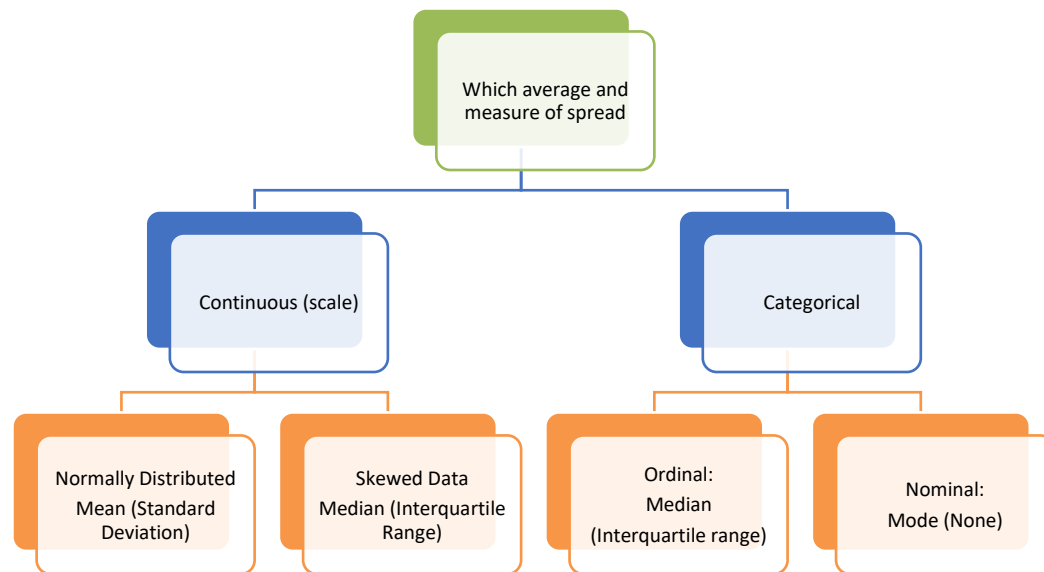 Which average and
measure of spread
Continuous (scale)
Categorical
Normally Distributed
Mean (Standard
Deviation)
Skewed Data
Median (Interquartile
Range)
Ordinal:
Median
(Interquartile range)
Nominal:
Mode (None)